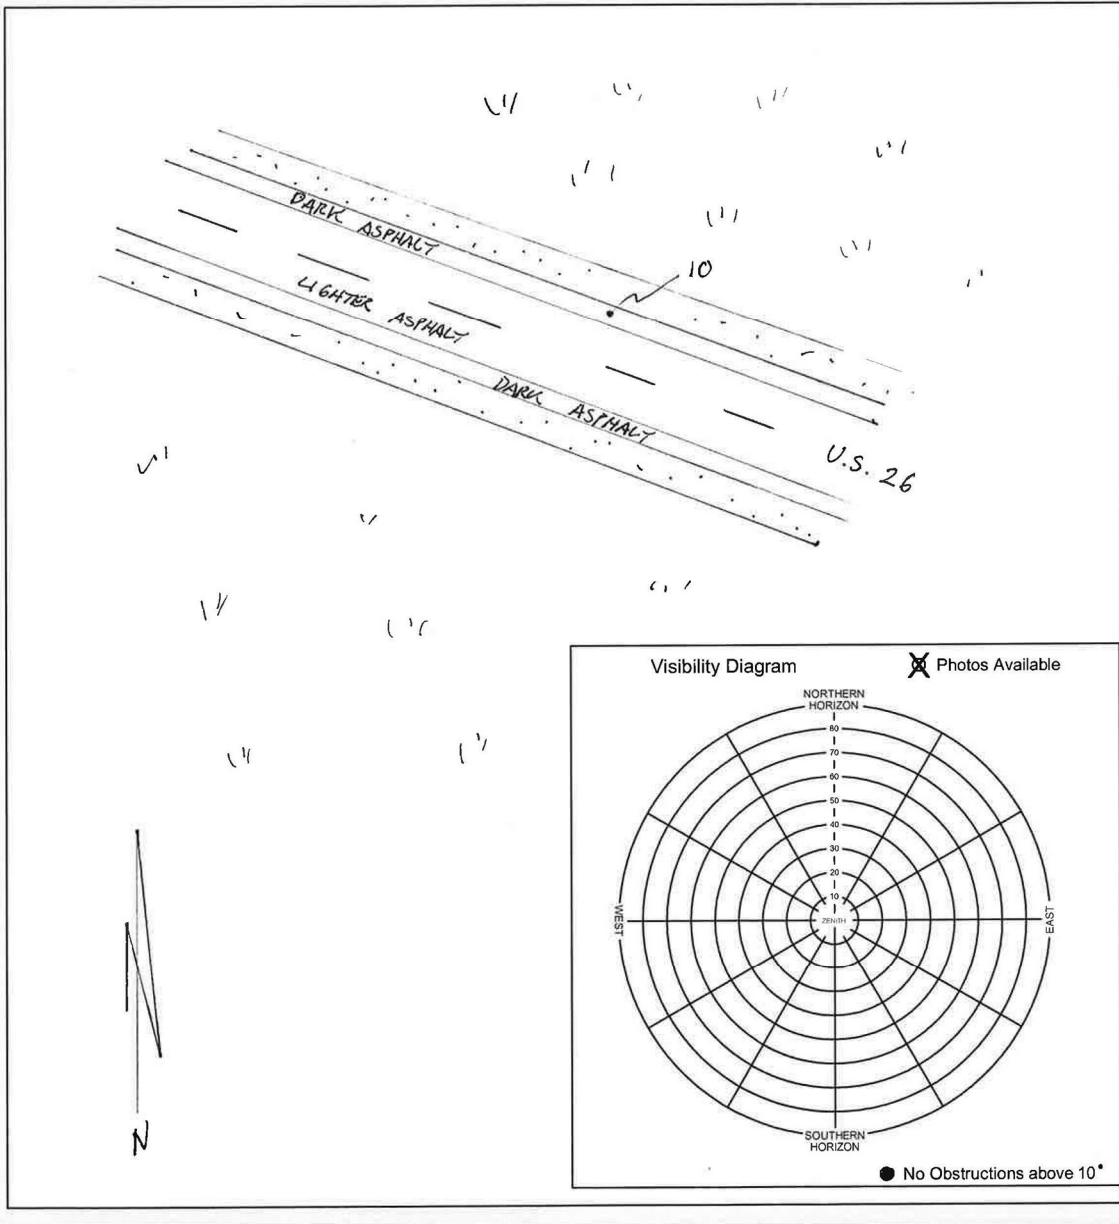 10
DARK ASPHALT
LIGHTER ASPHALT
DARK ASPHALT
U.S. 26
Visibility Diagram
Photos Available
NORTHERN
HORIZON
80
70
60
50
40
30
20
10
ZENITH
WEST
EAST
SOUTHERN
HORIZON
No Obstructions above 10°
N